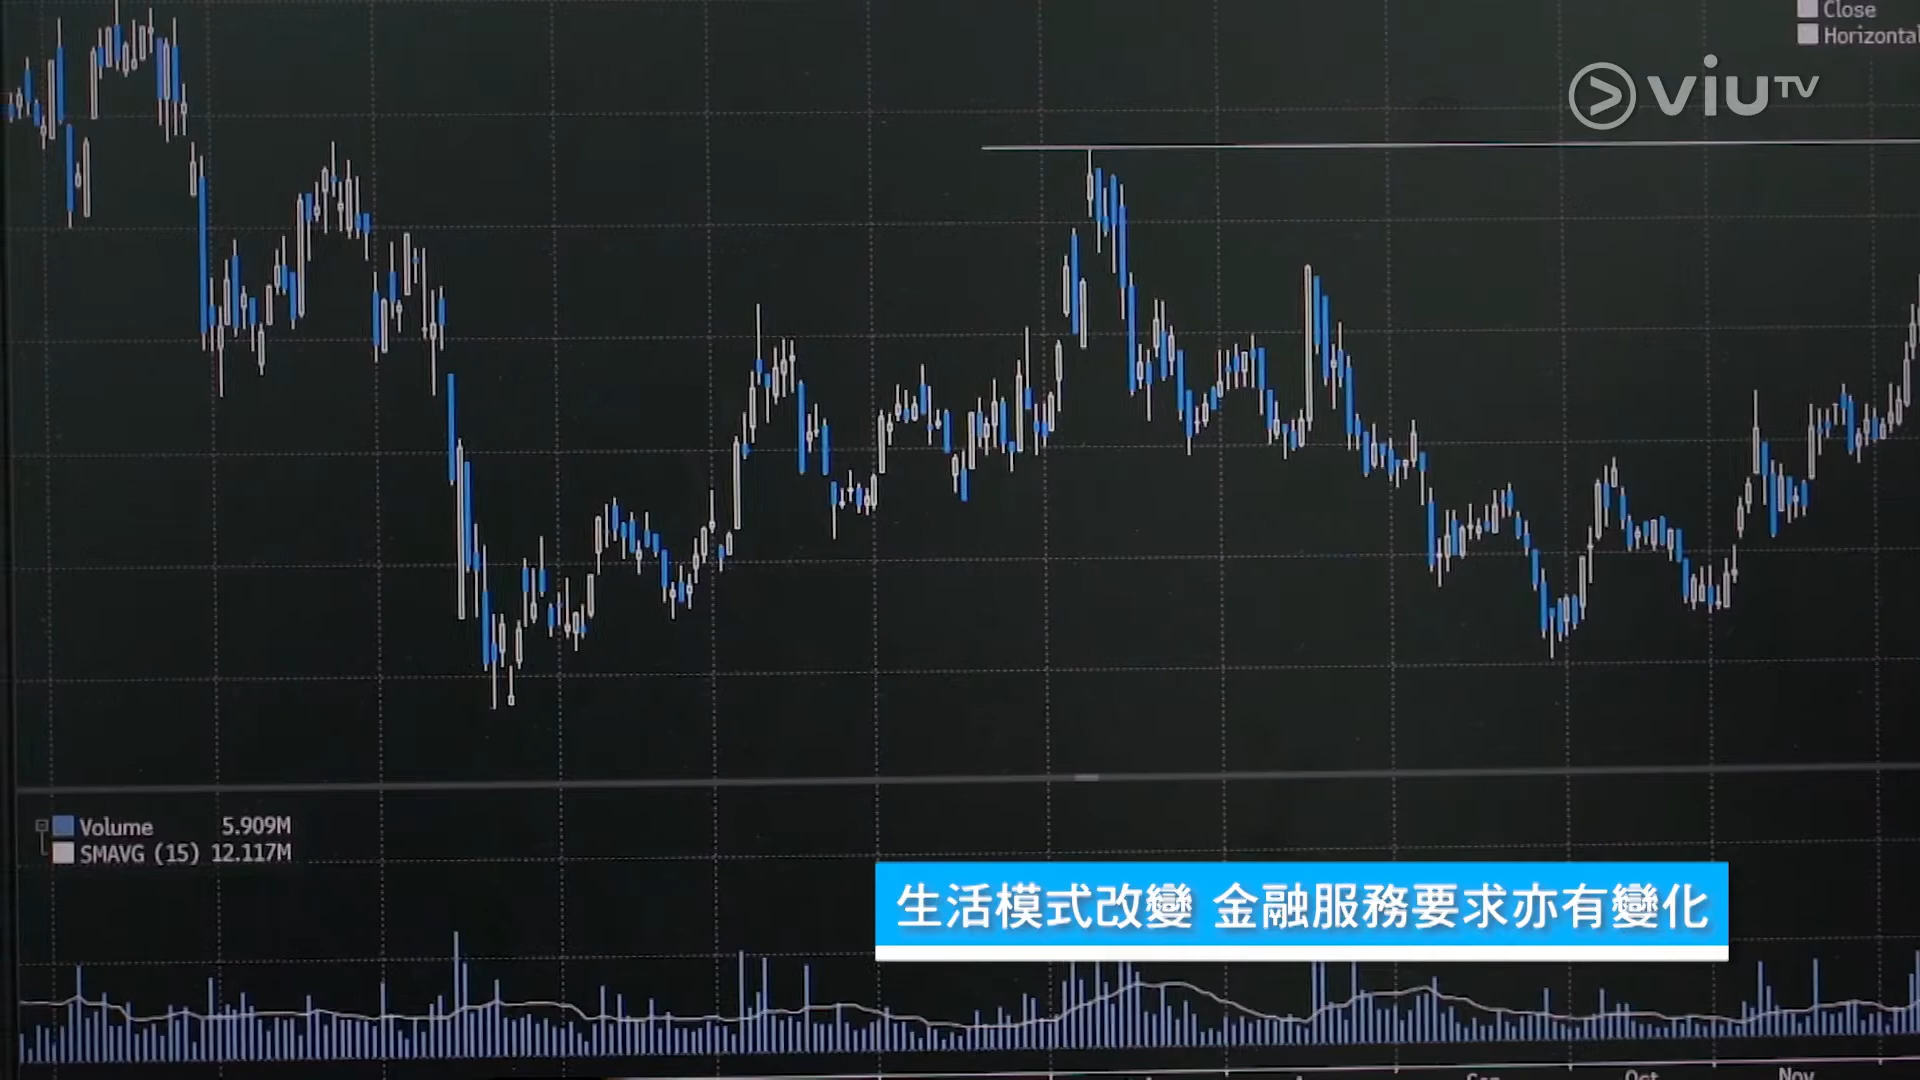 Close
Horizontal
viuTV
Volume 5.909M
SMAVG (15) 12.117M
生活模式改變 金融服務要求亦有變化
Sep Oct Nov